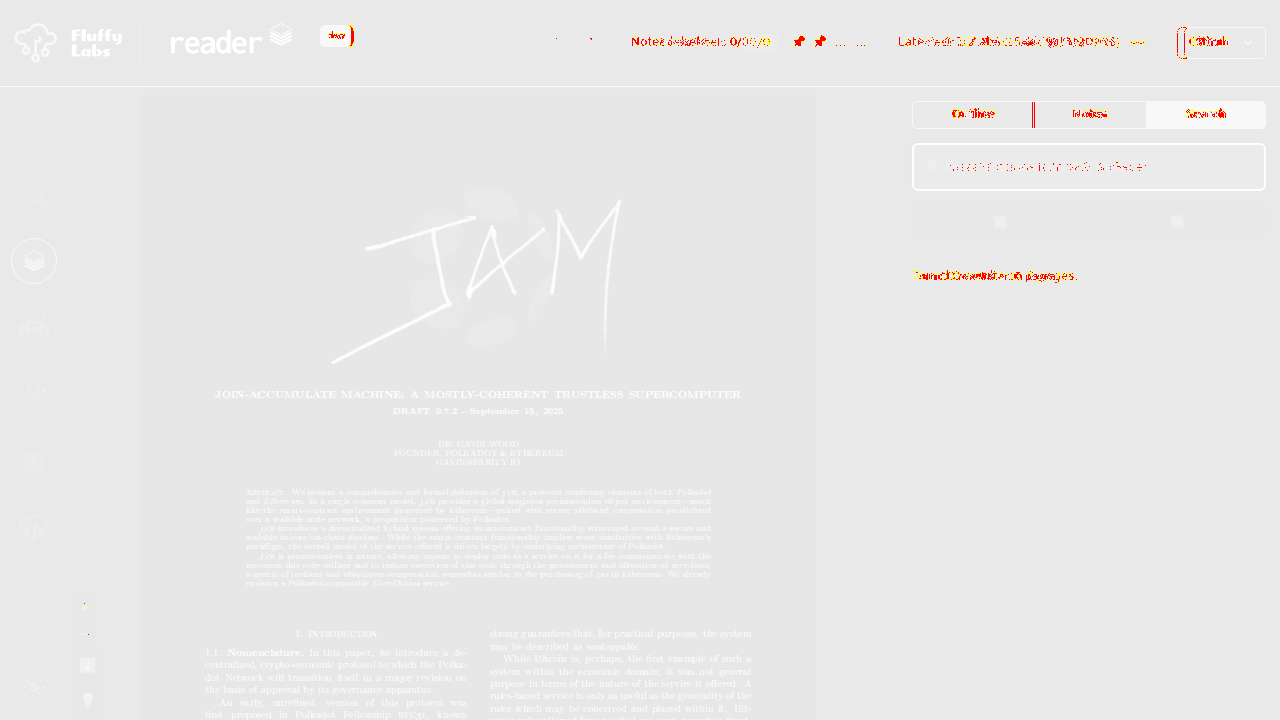 Fluffy
Labs
reader
Outline
Notes
Search
JAM
JOIN-ACCUMULATE MACHINE: A MOSTLY-COHERENT TRUSTLESS SUPERCOMPUTER
DRAFT 0.7.2 - September 15, 2025
DR. GAVIN WOOD
FOUNDER, POLKADOT & ETHEREUM
GAVIN@PARITY.IO
Abstract. We present a comprehensive and formal definition of Jam, a protocol combining elements of both Polkadot
and Ethereum. In a single coherent model, Jam provides a global singleton permissionless object environment—much
like the smart-contract environment pioneered by Ethereum—paired with secure sideband computation parallelized
over a scalable node network, a proposition pioneered by Polkadot.
Jam introduces a decentralized hybrid system offering smart-contract functionality structured around a secure and
scalable in-core/on-chain dualism. While the smart-contract functionality implies some similarities with Ethereum's
paradigm, the overall model of the service offered is driven largely by underlying architecture of Polkadot.
Jam is permissionless in nature, allowing anyone to deploy code as a service on it for a fee commensurate with the
resources this code utilizes and to induce execution of this code through the procurement and allocation of core-time,
a metric of resilient and ubiquitous computation, somewhat similar to the purchasing of gas in Ethereum. We already
envision a Polkadot-compatible CoreChains service.
1. Introduction
1.1. Nomenclature. In this paper, we introduce a de-
centralized, crypto-economic protocol to which the Polka-
dot Network will transition itself in a major revision on
the basis of approval by its governance apparatus.
An early, unrefined, version of this protocol was
first proposed in Polkadot Fellowship RFC31, known
strong guarantees that, for practical purposes, the system
may be described as unstoppable.
While Bitcoin is, perhaps, the first example of such a
system within the economic domain, it was not general
purpose in terms of the nature of the service it offered. A
rules-based service is only as useful as the generality of the
rules which may be conceived and placed within it. Bit-